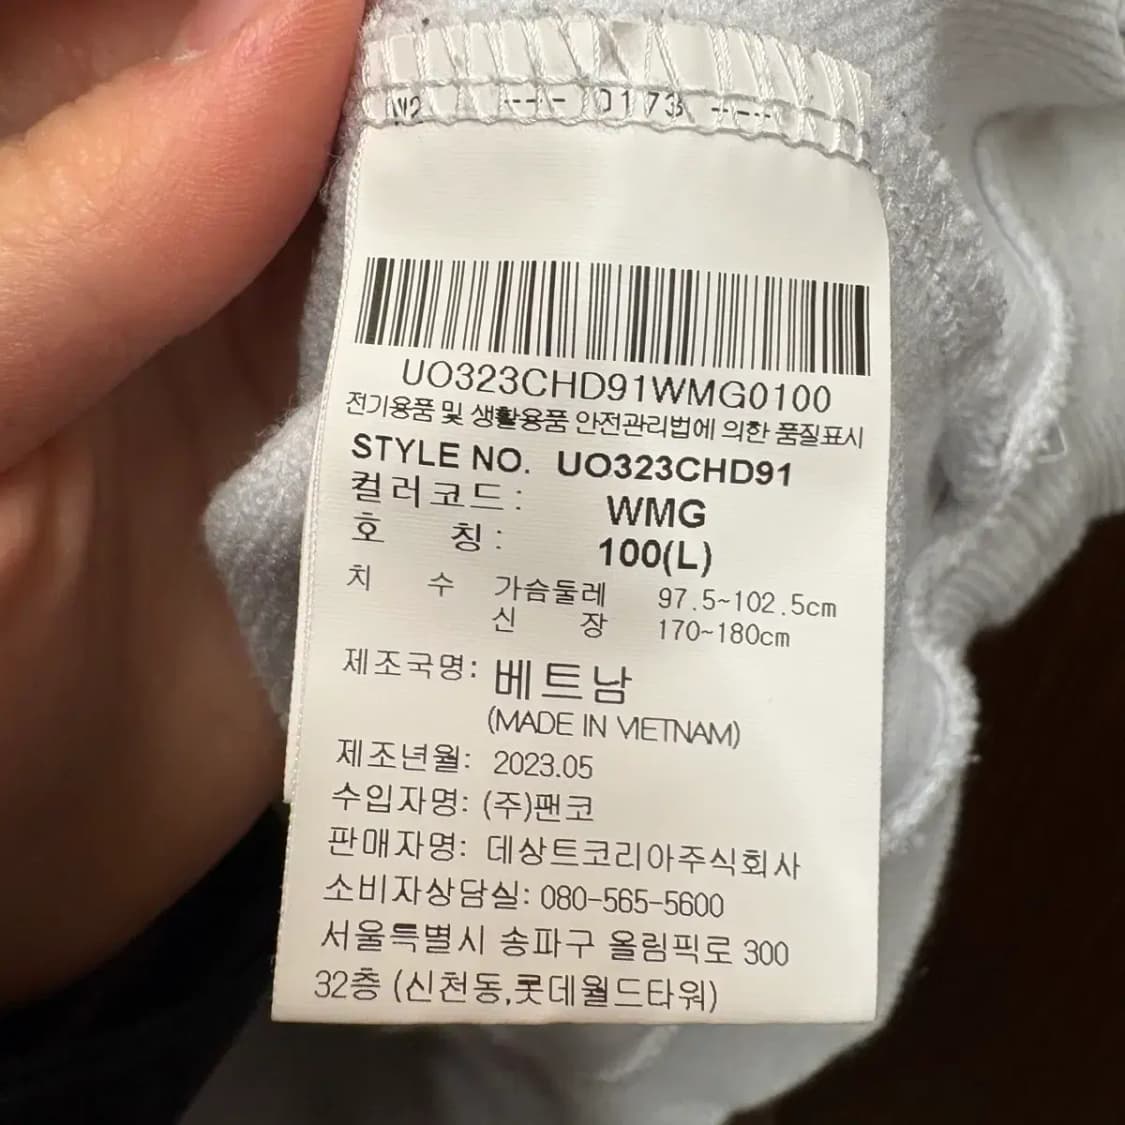 0173
UO323CHD91WMG0100
전기용품 및 생활용품 안전관리법에 의한 품질표시
STYLE NO. UO323CHD91
컬러코드: WMG
호 칭: 100(L)
치 수 가슴둘레 97.5~102.5cm
신 장 170~180cm
제조국명: 베트남
(MADE IN VIETNAM)
제조년월: 2023.05
수입자명: (주)팬코
판매자명: 데상트코리아주식회사
소비자상담실: 080-565-5600
서울특별시 송파구 올림픽로 300
32층 (신천동,롯데월드타워)